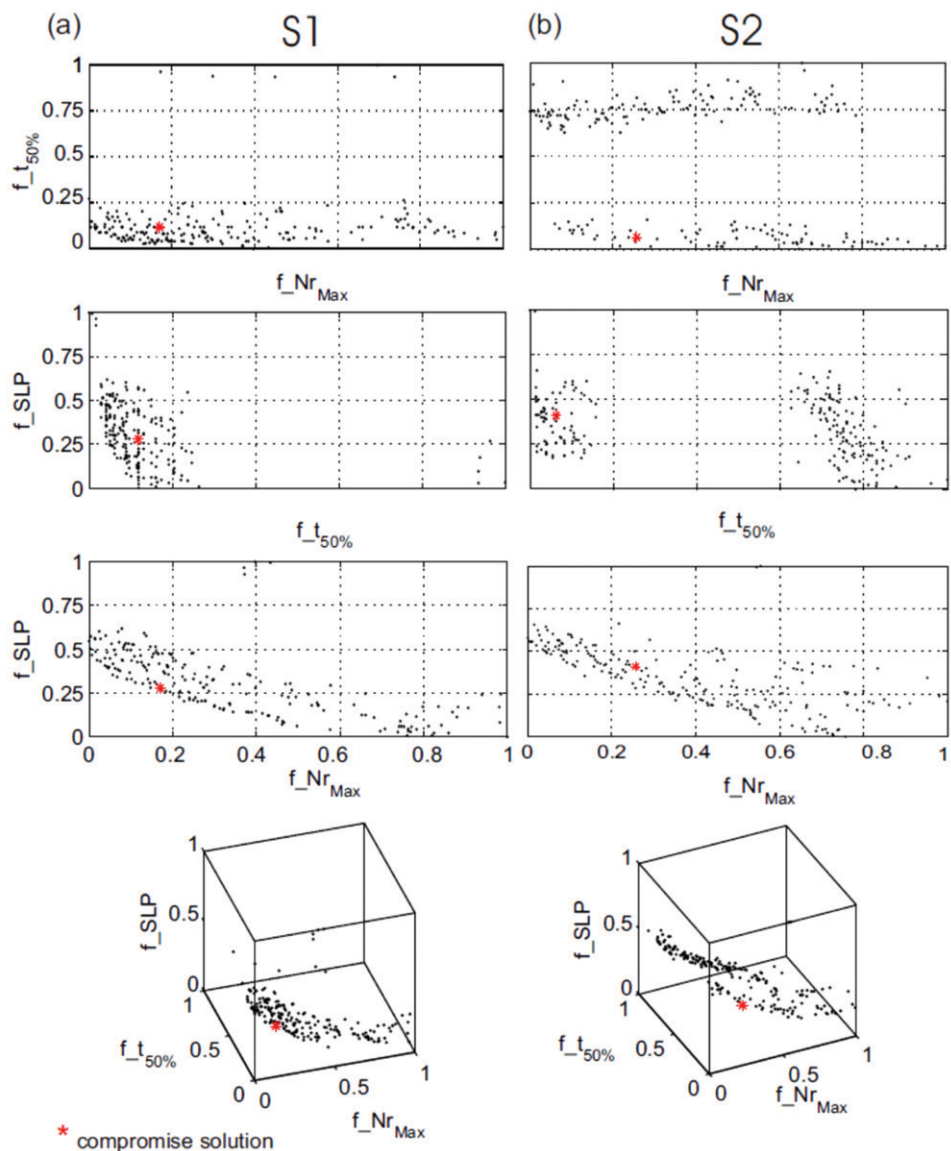 (a) S1 (b) S2
1
0.75
0.5
0.25
0
f_t50%
f_NrMax f_NrMax
1
0.75
0.5
0.25
0
f_SLP
f_t50% f_t50%
1
0.75
0.5
0.25
0
f_SLP
0 0.2 0.4 0.6 0.8 1 0 0.2 0.4 0.6 0.8 1
f_NrMax f_NrMax
1
0.5
0
f_SLP
1
0.5
0
f_t50%
0 0.5 1
f_NrMax
1
0.5
0
f_SLP
1
0.5
0
f_t50%
0 0.5 1
f_NrMax
* compromise solution